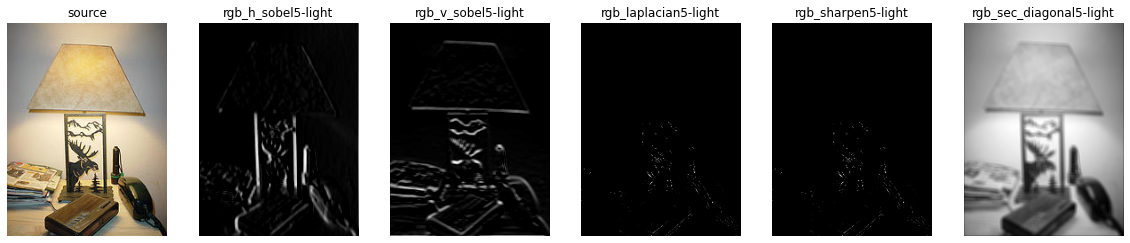 source
rgb_h_sobel5-light
rgb_v_sobel5-light
rgb_laplacian5-light
rgb_sharpen5-light
rgb_sec_diagonal5-light